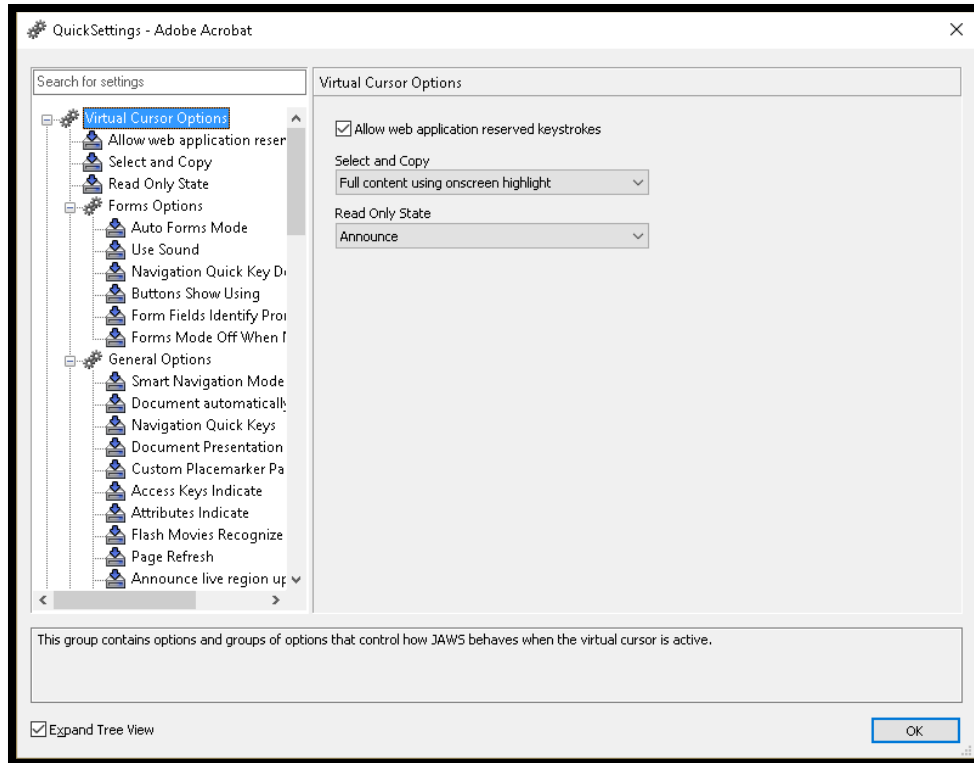 QuickSettings - Adobe Acrobat
Search for settings
Virtual Cursor Options
Allow web application reser
Select and Copy
Read Only State
Forms Options
Auto Forms Mode
Use Sound
Navigation Quick Key D
Buttons Show Using
Form Fields Identify Pro
Forms Mode Off When
General Options
Smart Navigation Mode
Document automatically
Navigation Quick Keys
Document Presentation
Custom Placemarker Pa
Access Keys Indicate
Attributes Indicate
Flash Movies Recognize
Page Refresh
Announce live region up
Virtual Cursor Options
Allow web application reserved keystrokes
Select and Copy
Full content using onscreen highlight
Read Only State
Announce
This group contains options and groups of options that control how JAWS behaves when the virtual cursor is active.
Expand Tree View
OK